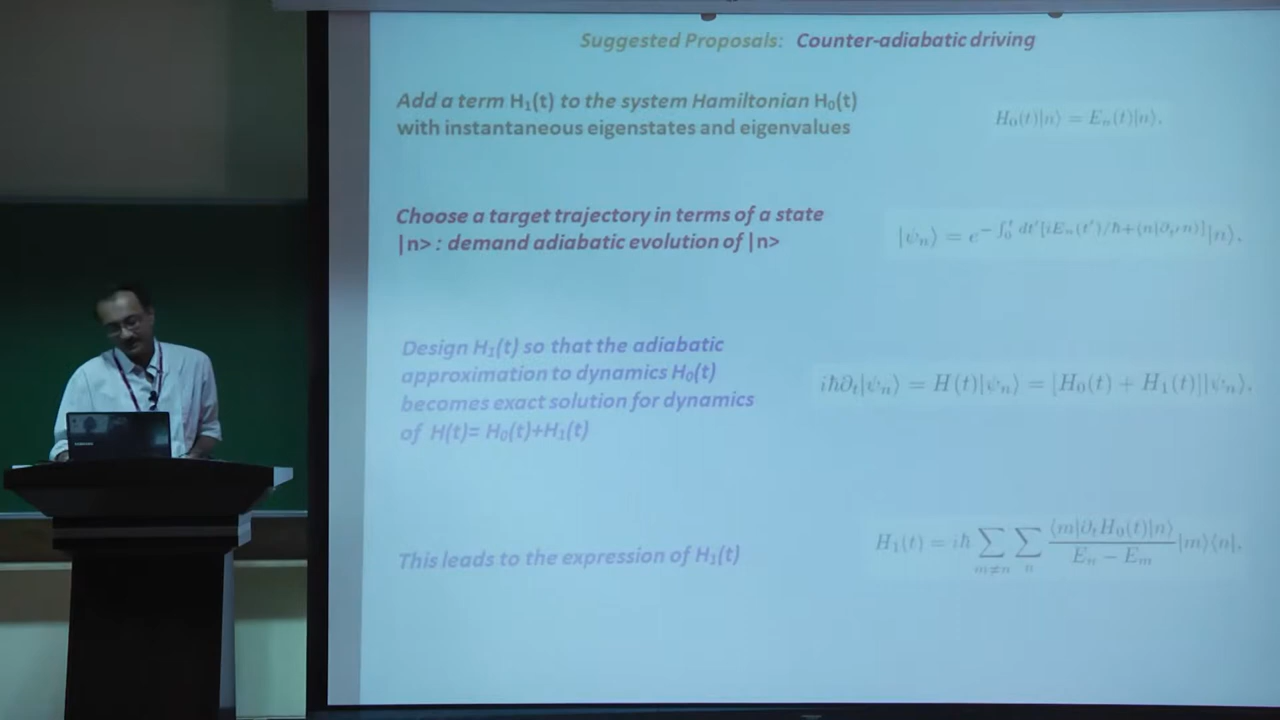 Suggested Proposals: Counter-adiabatic driving
Add a term H₁(t) to the system Hamiltonian H₀(t)
with instantaneous eigenstates and eigenvalues
H₀(t)|n⟩ = Eₙ(t)|n⟩.
Choose a target trajectory in terms of a state
|n> : demand adiabatic evolution of |n>
|ψₙ⟩ = e^{−∫₀ᵗ dt′[iEₙ(t′)/ħ+⟨n|∂ₜ′n⟩]}|n⟩,
Design H₁(t) so that the adiabatic
approximation to dynamics H₀(t)
becomes exact solution for dynamics
of H(t)= H₀(t)+H₁(t)
iħ∂ₜ|ψₙ⟩ = H(t)|ψₙ⟩ = [H₀(t) + H₁(t)]|ψₙ⟩.
This leads to the expression of H₁(t)
H₁(t) = iħ ∑_{m≠n} ∑_{n} ⟨m|∂ₜH₀(t)|n⟩ / (Eₙ − Eₘ) |m⟩⟨n|,
SAMSUNG